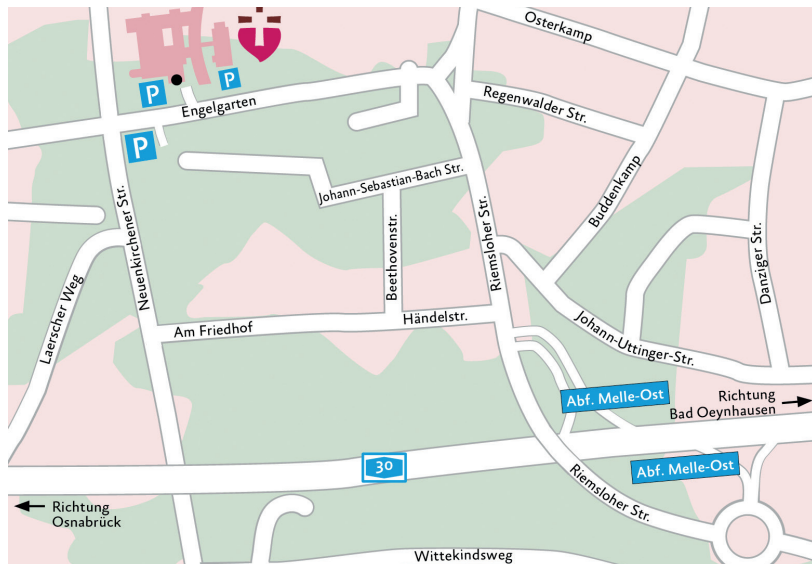 Osterkamp
P
P
Engelgarten
Regenwalder Str.
P
Johann-Sebastian-Bach Str.
Buddenkamp
Neuenkirchener Str.
Beethovenstr.
Riemsloher Str.
Danziger Str.
Laerscher Weg
Am Friedhof
Händelstr.
Johann-Uttinger-Str.
Abf. Melle-Ost
Richtung
Bad Oeynhausen
30
Abf. Melle-Ost
Riemsloher Str.
Richtung
Osnabrück
Wittekindsweg